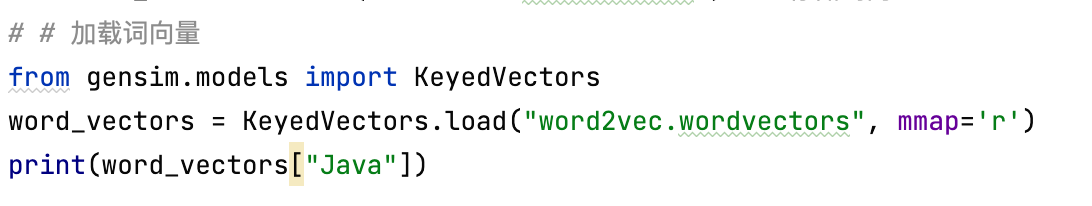 # # 加载词向量
from gensim.models import KeyedVectors
word_vectors = KeyedVectors.load("word2vec.wordvectors", mmap='r')
print(word_vectors["Java"])